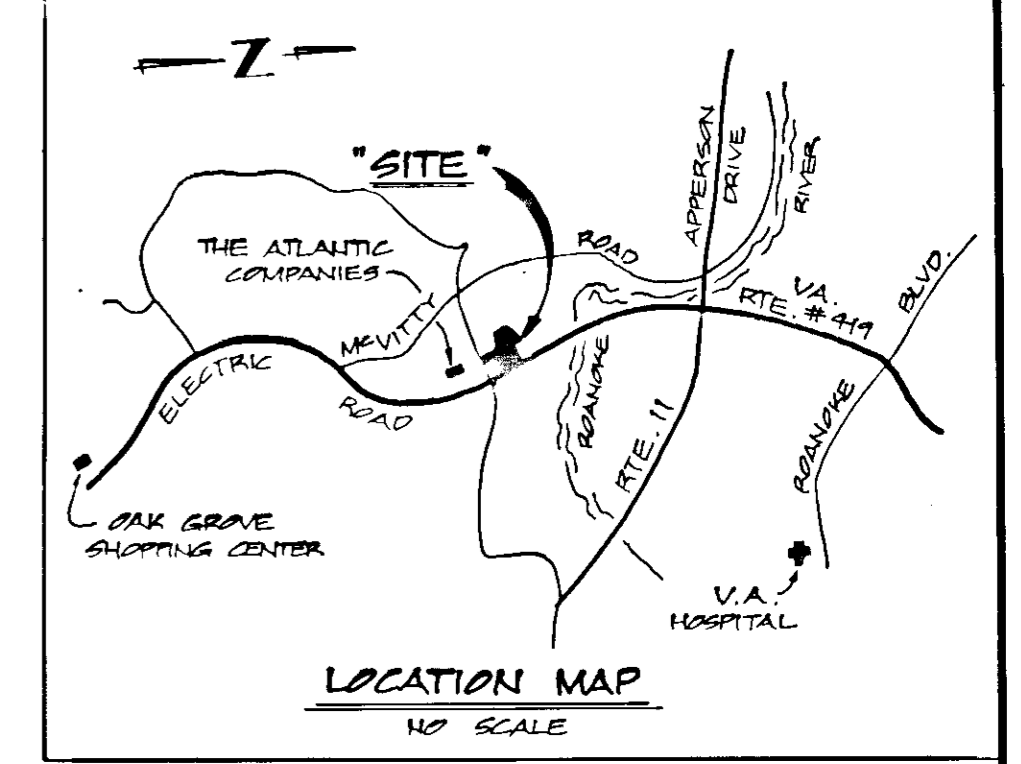 N
"SITE"
THE ATLANTIC
COMPANIES
McVITTY
ROAD
APPERSON
DRIVE
RIVER
VA.
RTE. #419
BLVD.
ROANOKE
ELECTRIC
ROAD
ROANOKE
RTE. 11
OAK GROVE
SHOPPING CENTER
V.A.
HOSPITAL
LOCATION MAP
NO SCALE